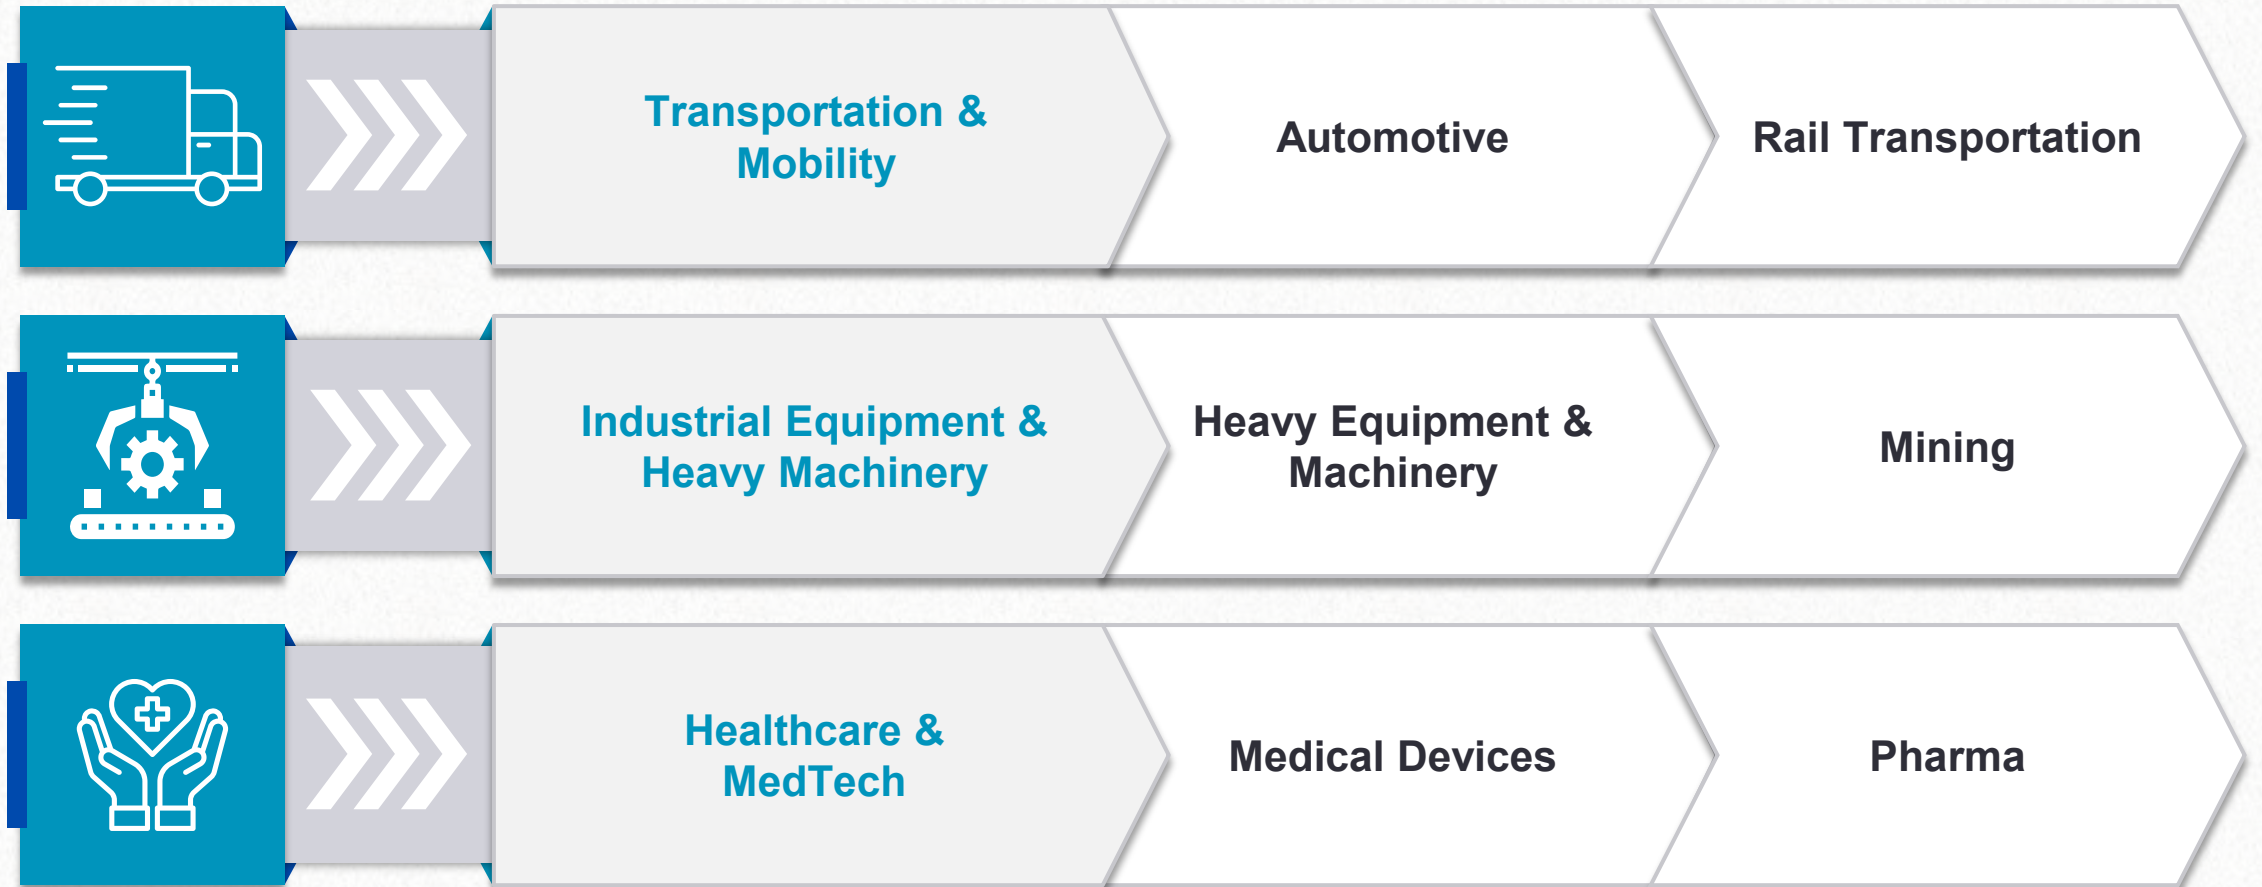 Transportation &
Mobility
Automotive
Rail Transportation
Industrial Equipment &
Heavy Machinery
Heavy Equipment &
Machinery
Mining
Healthcare &
MedTech
Medical Devices
Pharma